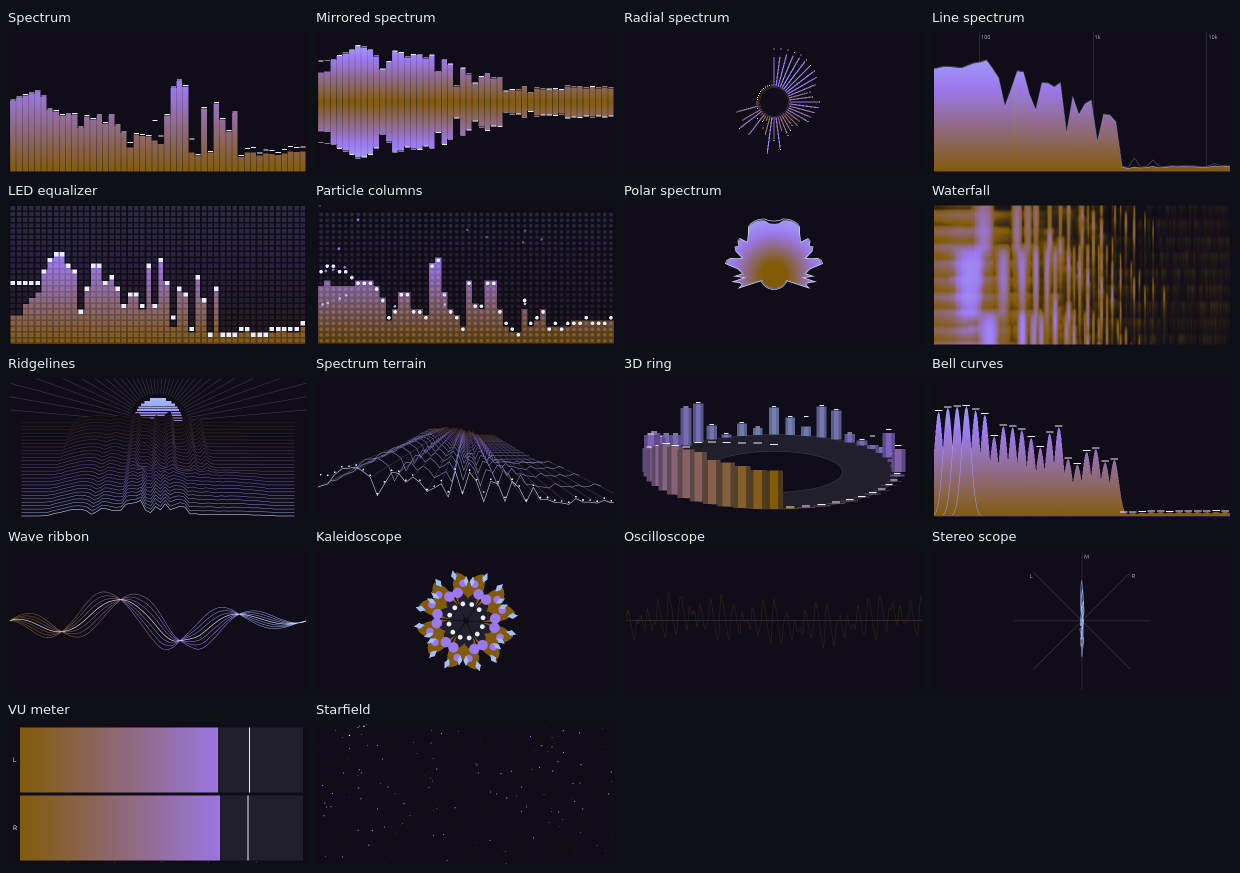 Spectrum
Mirrored spectrum
Radial spectrum
Line spectrum
100
1k
10k
LED equalizer
Particle columns
Polar spectrum
Waterfall
Ridgelines
Spectrum terrain
3D ring
Bell curves
Wave ribbon
Kaleidoscope
Oscilloscope
Stereo scope
M
L
R
VU meter
Starfield
L
R